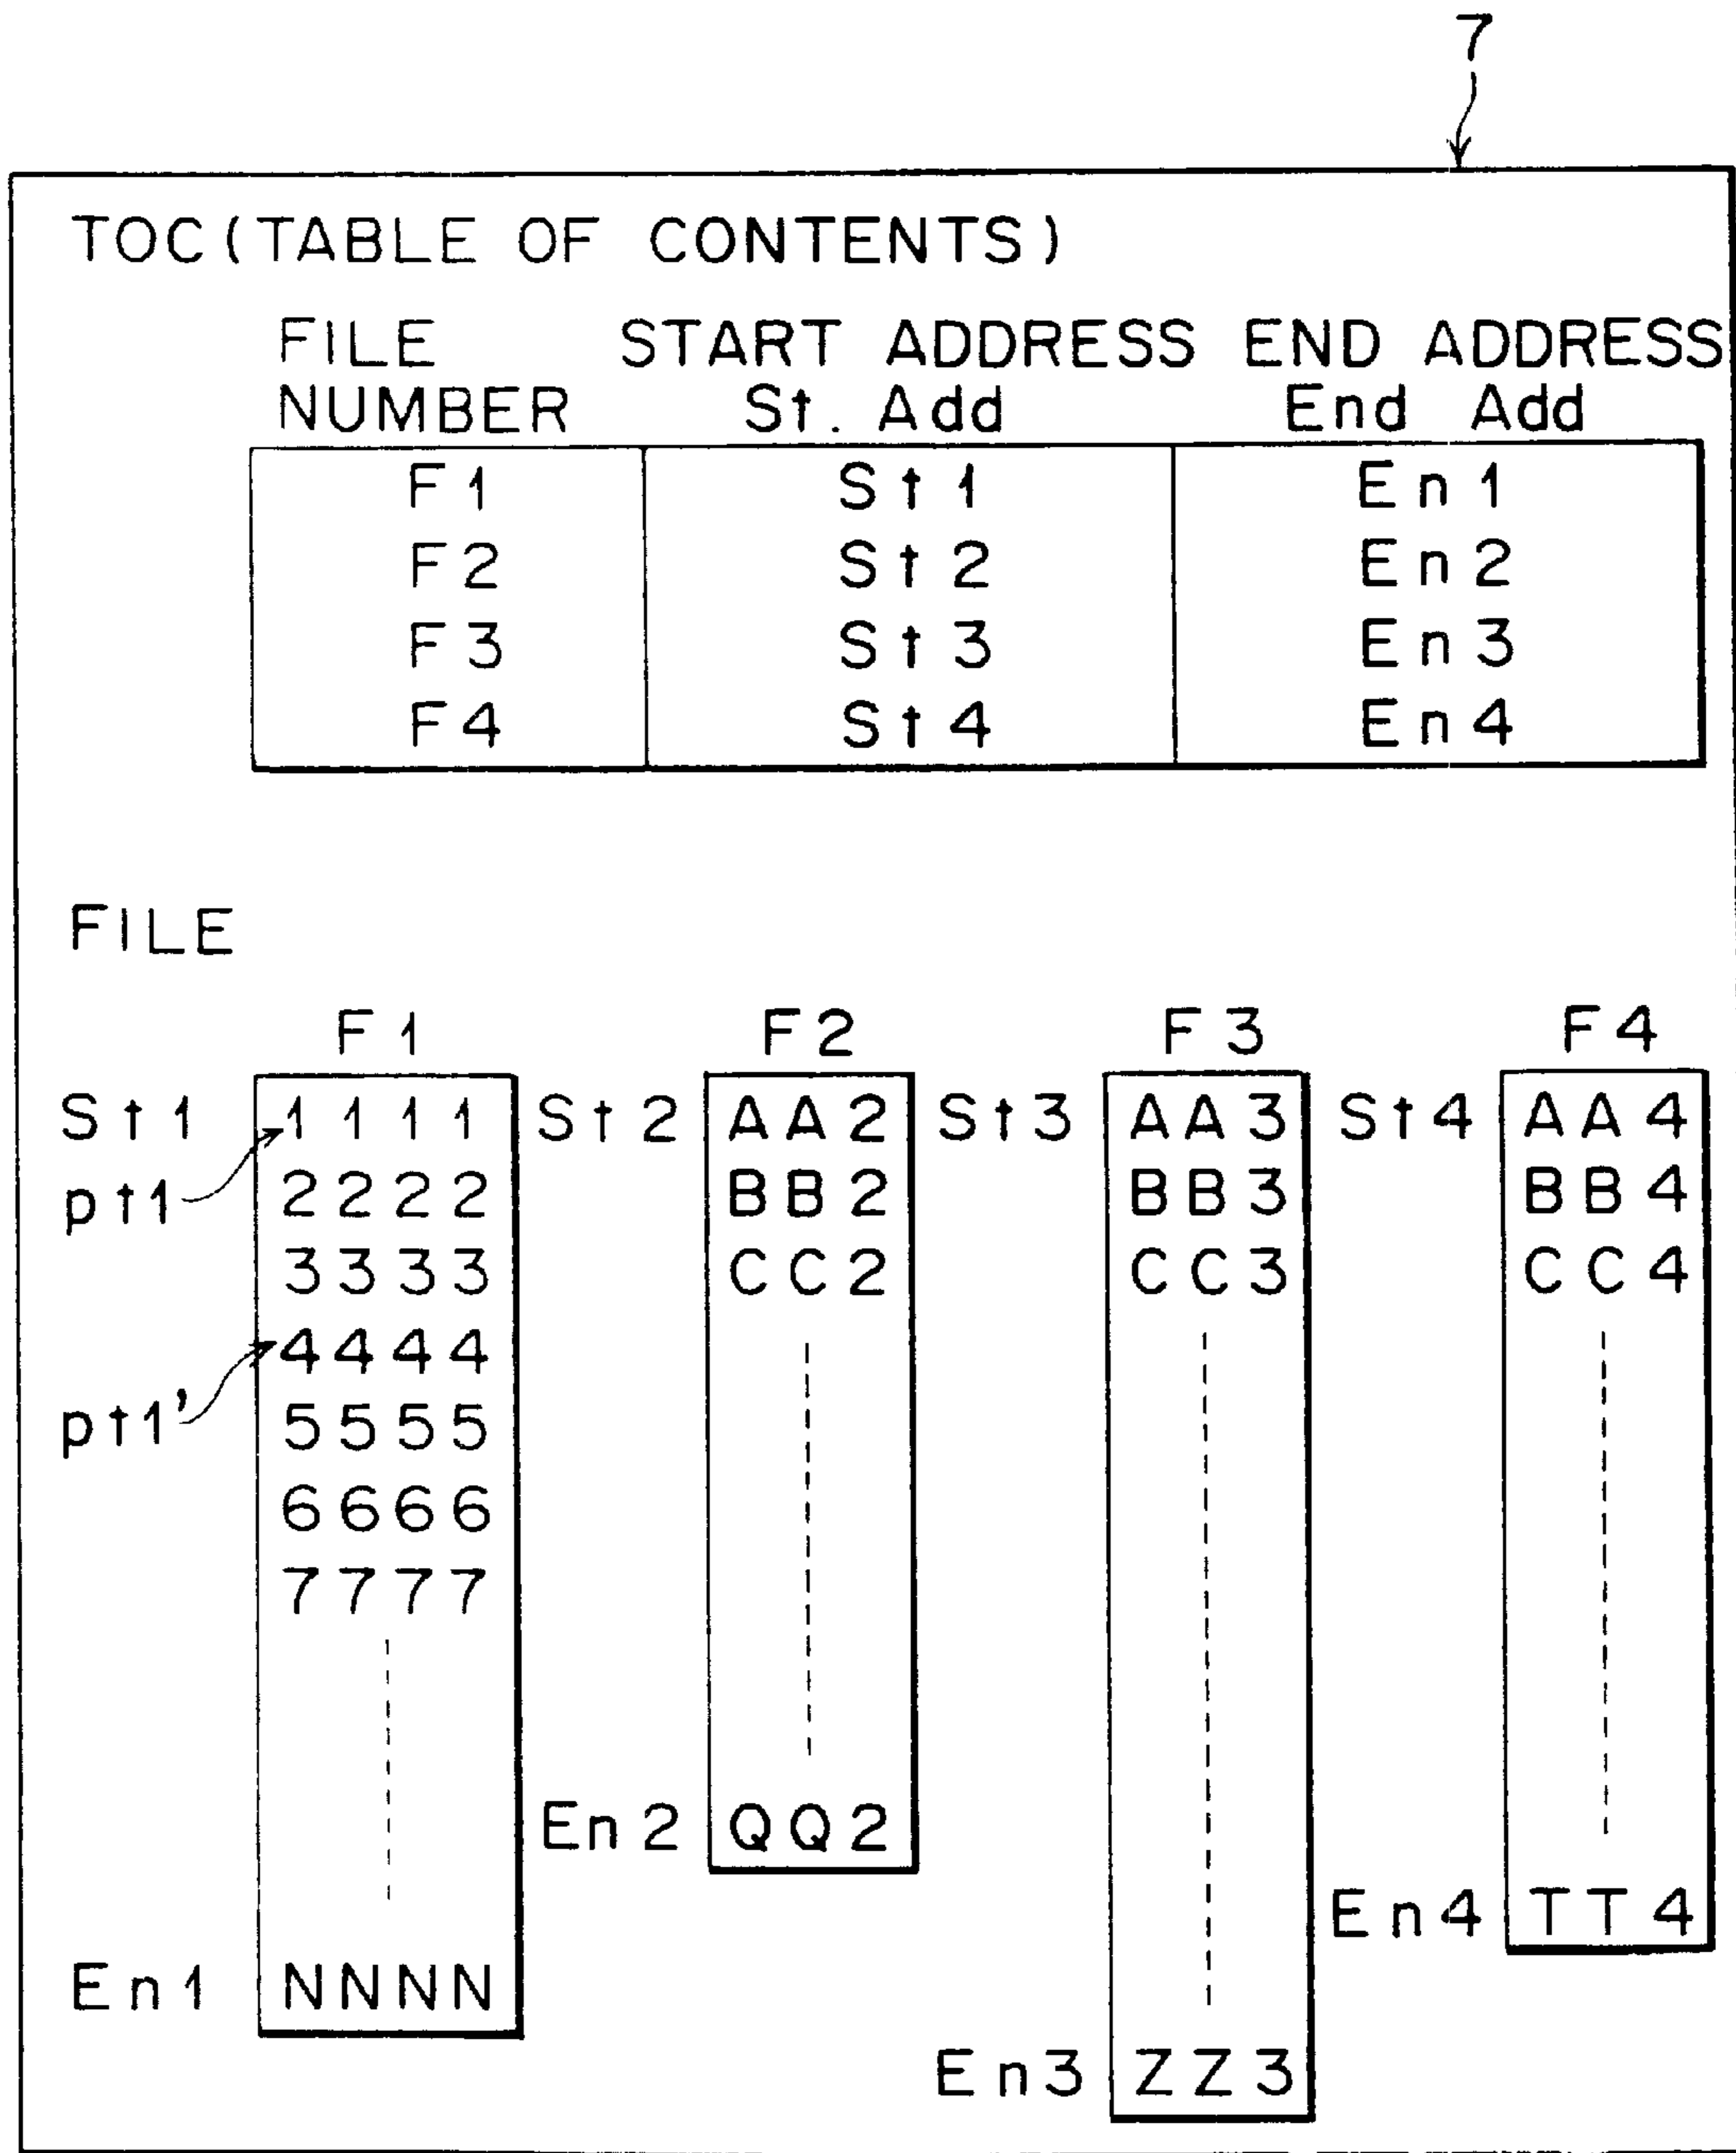 7
TOC(TABLE OF CONTENTS)
FILE NUMBER START ADDRESS St. Add END ADDRESS End Add
F1 St1 En1
F2 St2 En2
F3 St3 En3
F4 St4 En4
FILE
F1 F2 F3 F4
St1 1111 St2 AA2 St3 AA3 St4 AA4
pt1 2222 BB2 BB3 BB4
3333 CC2 CC3 CC4
4444
pt1' 5555
6666
7777
En2 QQ2
En4 TT4
En1 NNNN
En3 ZZ3